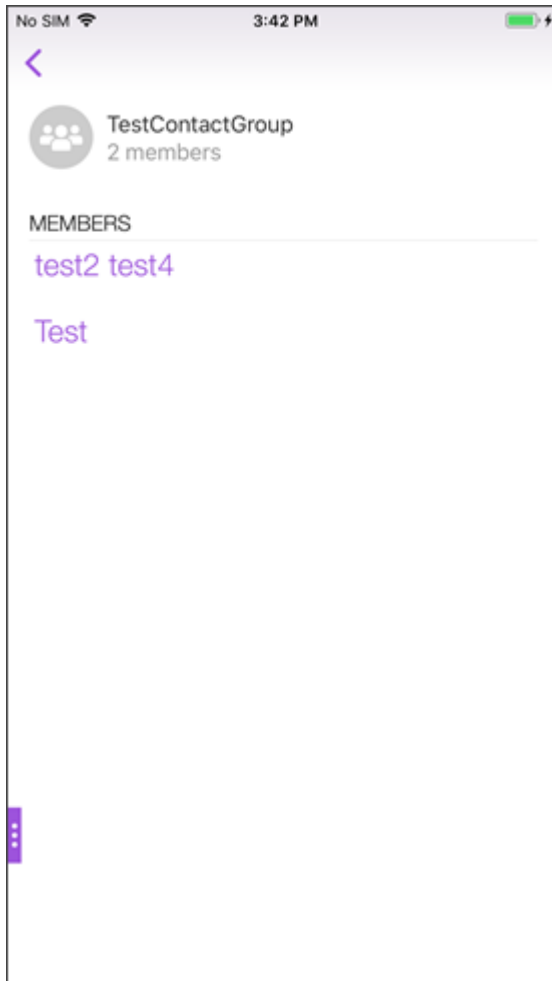 No SIM 3:42 PM
TestContactGroup
2 members
MEMBERS
test2 test4
Test